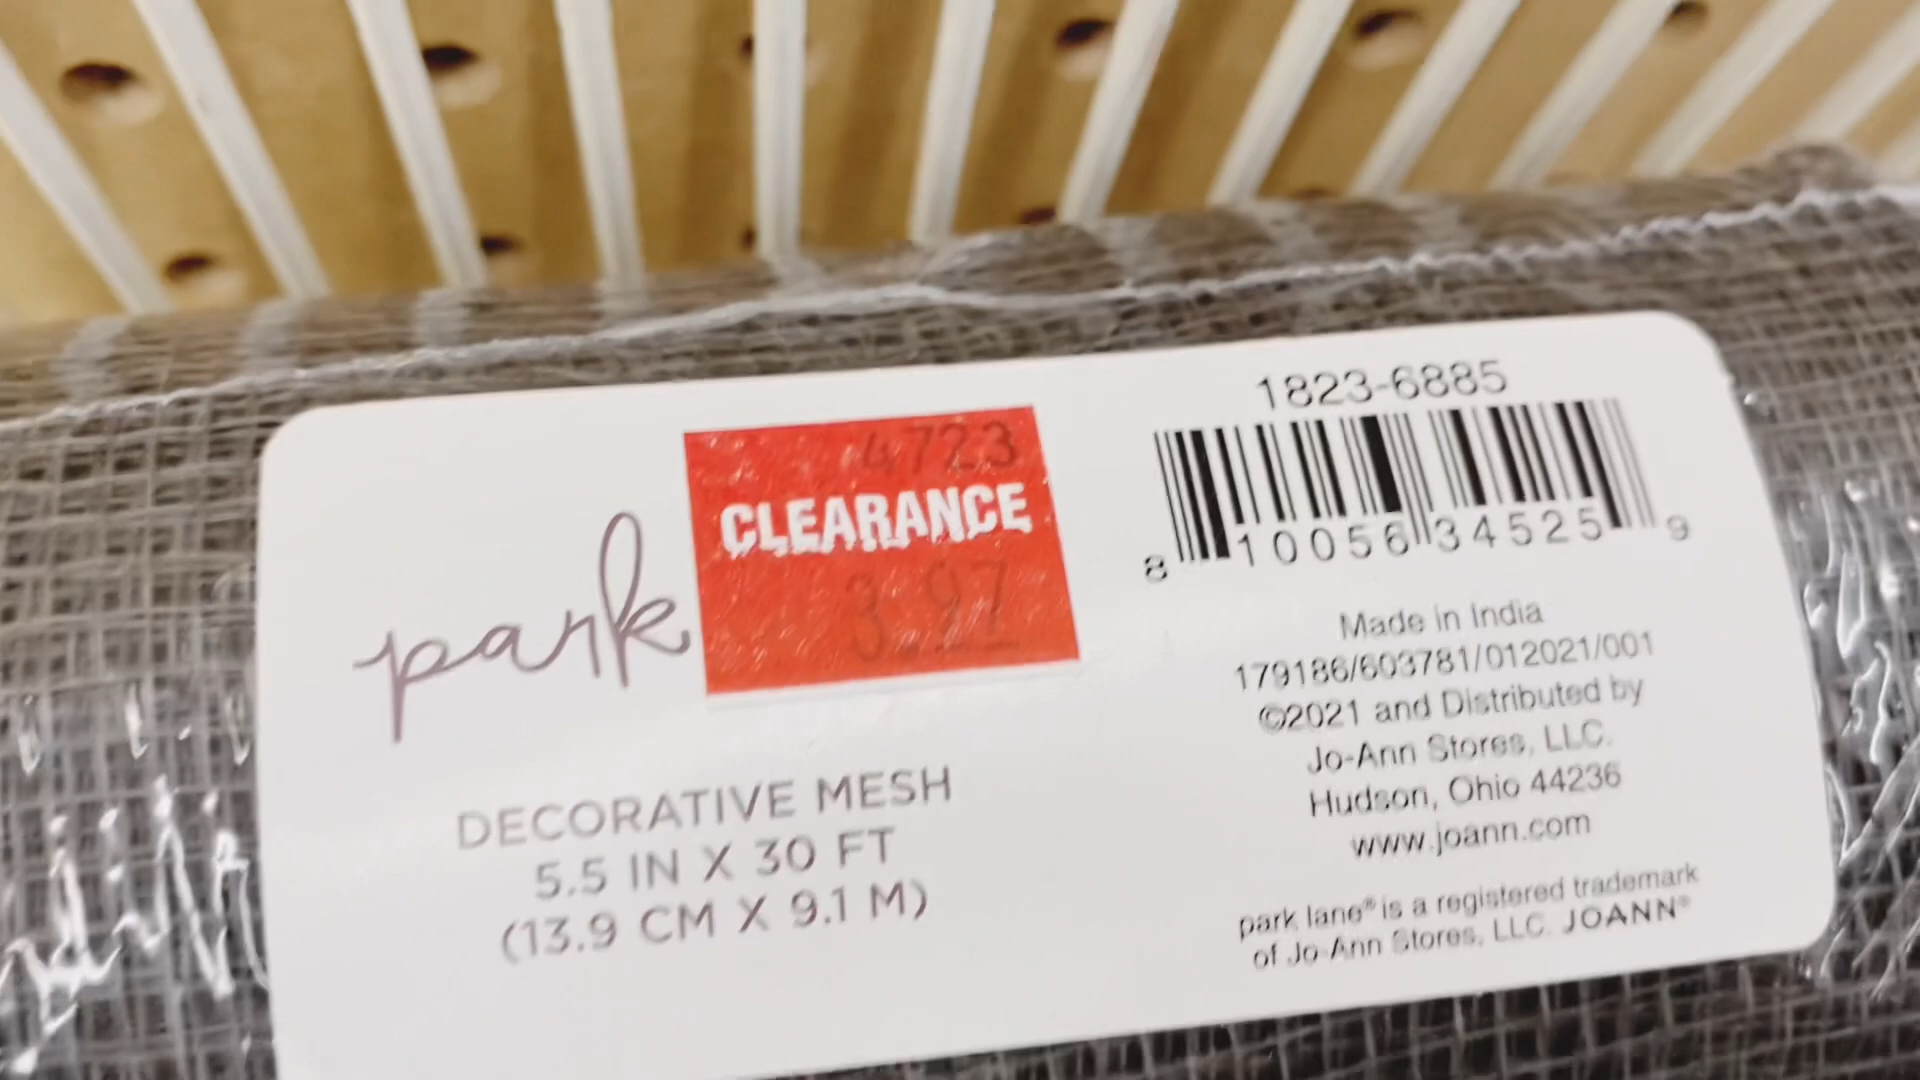 park
4723
CLEARANCE
3.97
DECORATIVE MESH
5.5 IN X 30 FT
(13.9 CM X 9.1 M)
1823-6885
8 10056 34525 9
Made in India
179186/603781/012021/001
©2021 and Distributed by
Jo-Ann Stores, LLC.
Hudson, Ohio 44236
www.joann.com
park lane® is a registered trademark
of Jo-Ann Stores, LLC. JOANN®